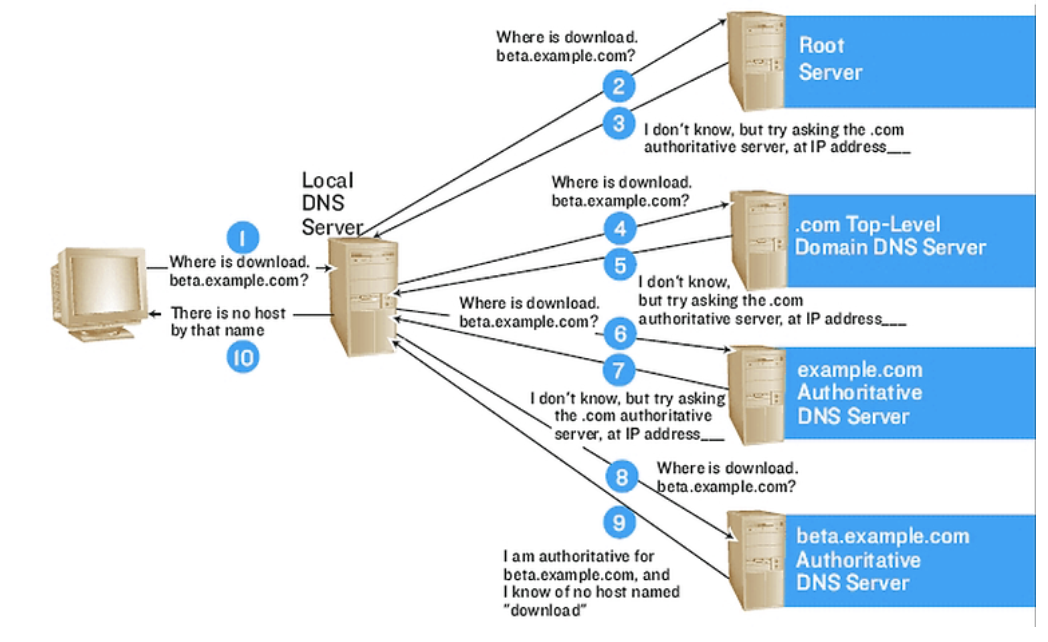 Where is download.
beta.example.com?
2
Root
Server
3
I don't know, but try asking the .com
authoritative server, at IP address___
Local
DNS
Server
Where is download.
beta.example.com?
4
.com Top-Level
Domain DNS Server
5
1
Where is download.
beta.example.com?
I don't know,
but try asking the .com
authoritative server, at IP address___
There is no host
by that name
10
Where is download.
beta.example.com?
6
7
example.com
Authoritative
DNS Server
I don't know, but try asking
the .com authoritative
server, at IP address___
8
Where is download.
beta.example.com?
9
beta.example.com
Authoritative
DNS Server
I am authoritative for
beta.example.com, and
I know of no host named
"download"